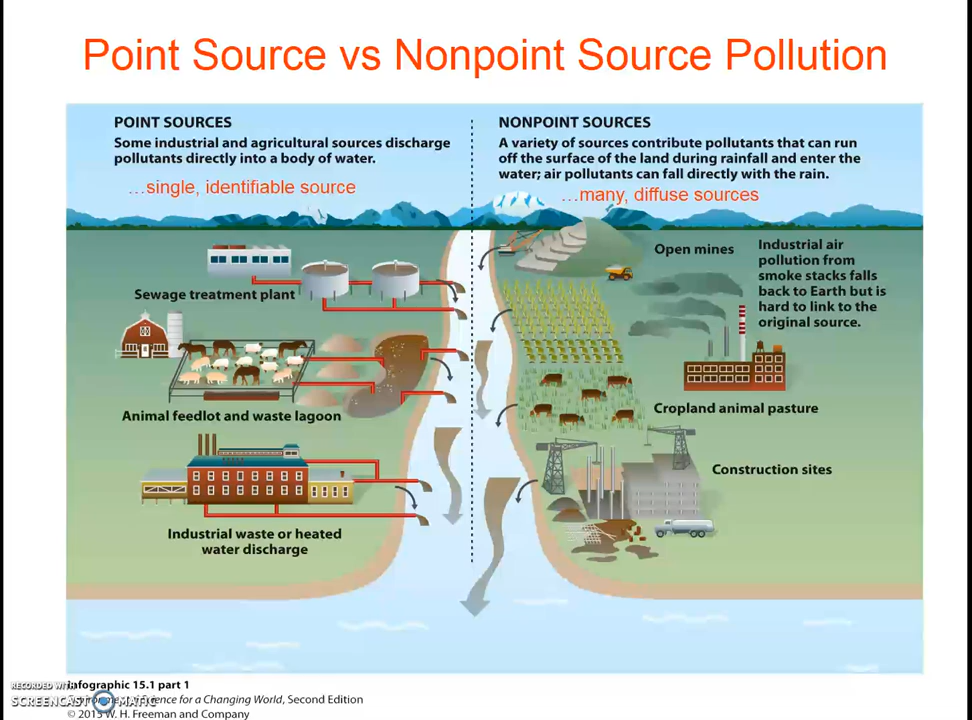 Point Source vs Nonpoint Source Pollution
POINT SOURCES
Some industrial and agricultural sources discharge
pollutants directly into a body of water.
...single, identifiable source
NONPOINT SOURCES
A variety of sources contribute pollutants that can run
off the surface of the land during rainfall and enter the
water; air pollutants can fall directly with the rain.
...many, diffuse sources
Sewage treatment plant
Animal feedlot and waste lagoon
Industrial waste or heated
water discharge
Open mines
Industrial air
pollution from
smoke stacks falls
back to Earth but is
hard to link to the
original source.
Cropland animal pasture
Construction sites
Infographic 15.1 part 1
for a Changing World, Second Edition
© 2015 W. H. Freeman and Company
RECORDED WITH
SCREENCAST MATIC